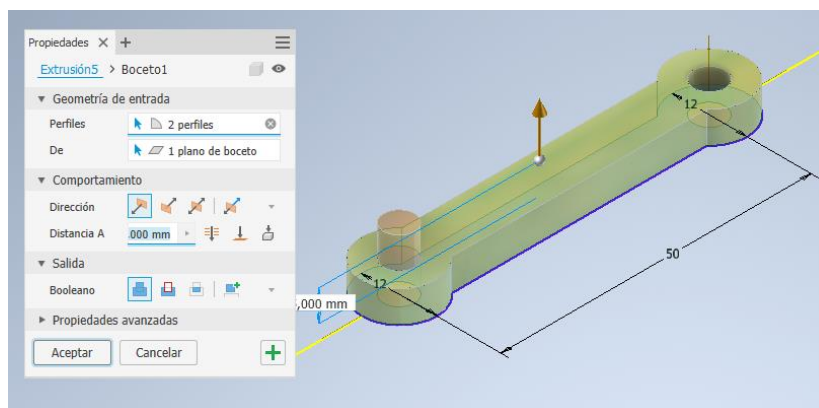 Propiedades × +
Extrusión5 > Boceto1
Geometría de entrada
Perfiles 2 perfiles
De 1 plano de boceto
Comportamiento
Dirección
Distancia A .000 mm
Salida
Booleano
Propiedades avanzadas
Aceptar Cancelar
12
50
12
,000 mm